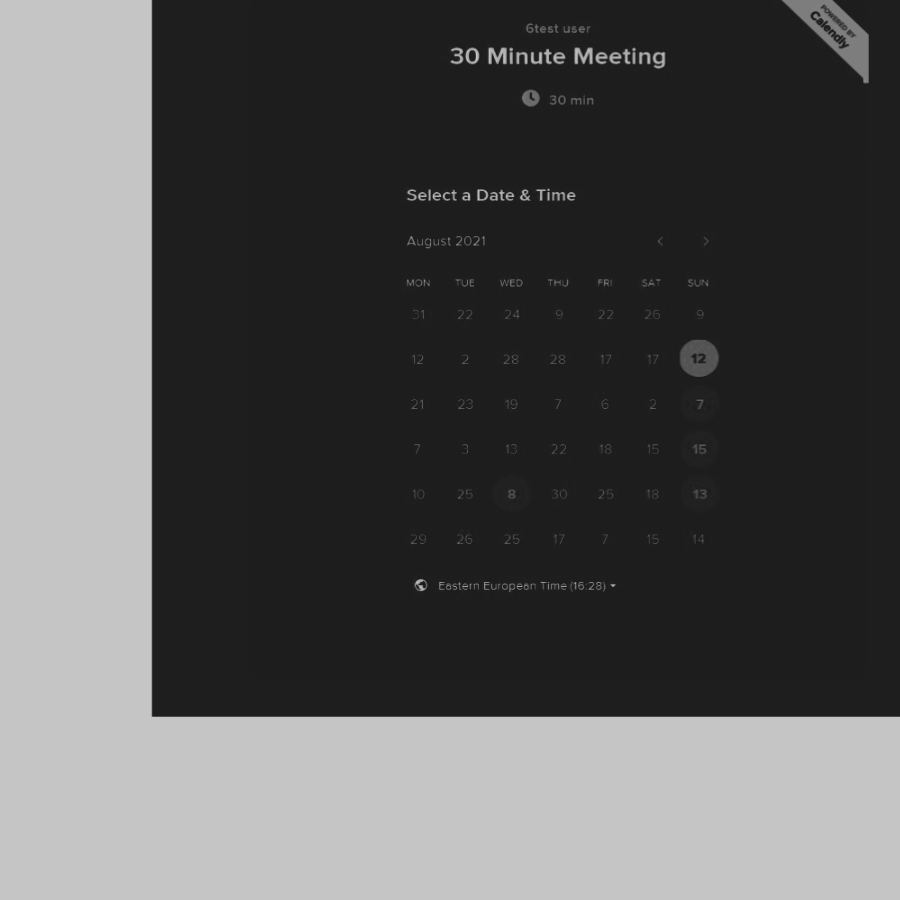 6test user
30 Minute Meeting
30 min
POWERED BY
Calendly
Select a Date & Time
August 2021
MON TUE WED THU FRI SAT SUN
31 22 24 9 22 26 9
12 2 28 28 17 17 12
21 23 19 7 6 2 7
7 3 13 22 18 15 15
10 25 8 30 25 18 13
29 26 25 17 7 15 14
Eastern European Time (16:28)